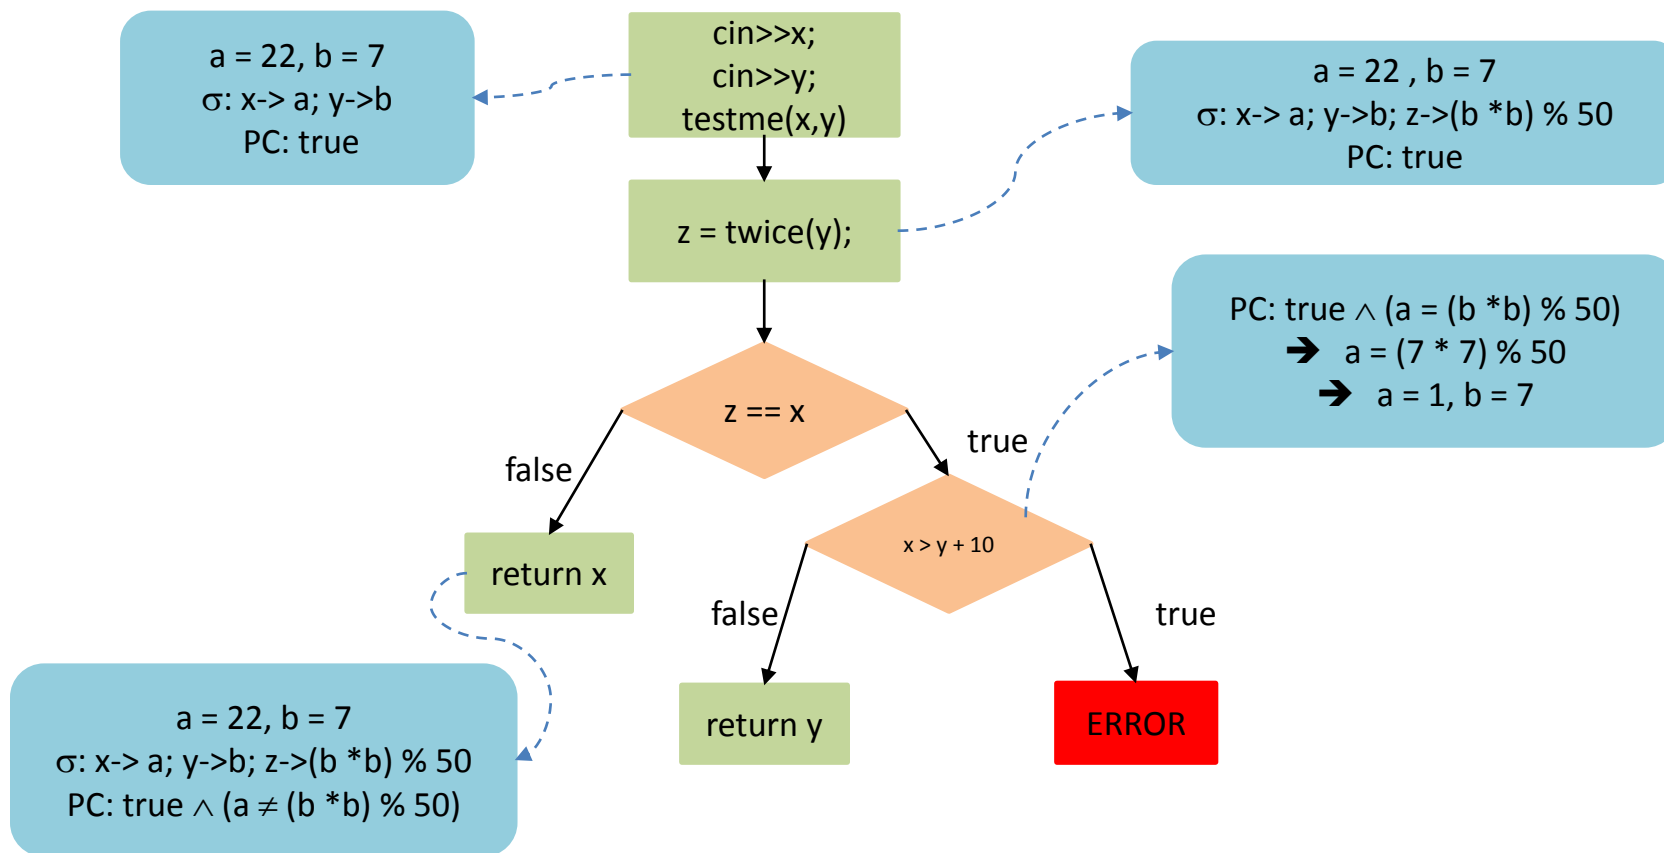 cin>>x;
cin>>y;
testme(x,y)
a = 22, b = 7
σ: x-> a; y->b
PC: true
a = 22 , b = 7
σ: x-> a; y->b; z->(b *b) % 50
PC: true
z = twice(y);
PC: true ∧ (a = (b *b) % 50)
➔ a = (7 * 7) % 50
➔ a = 1, b = 7
z == x
false
true
return x
x > y + 10
false
true
a = 22, b = 7
σ: x-> a; y->b; z->(b *b) % 50
PC: true ∧ (a ≠ (b *b) % 50)
return y
ERROR